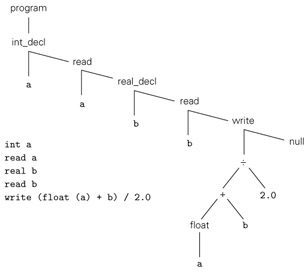 program
int_decl
a read
a real_decl
b read
b write
÷ null
+ 2.0
float b
a
int a
read a
real b
read b
write (float (a) + b) / 2.0